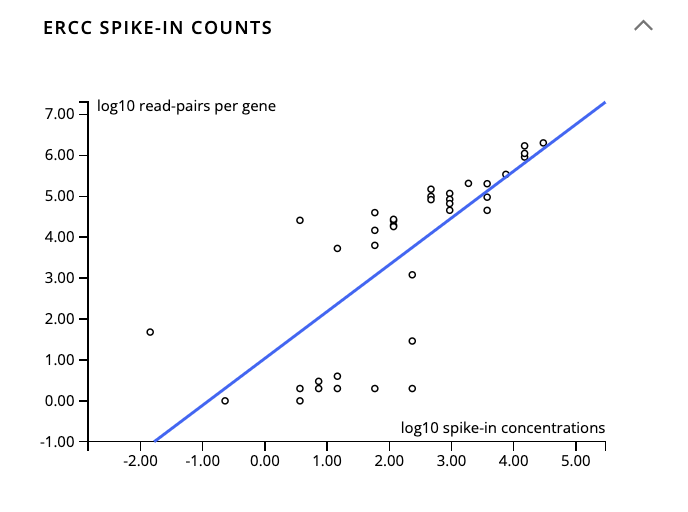 ERCC SPIKE-IN COUNTS
log10 read-pairs per gene
7.00
6.00
5.00
4.00
3.00
2.00
1.00
0.00
-1.00
log10 spike-in concentrations
-2.00 -1.00 0.00 1.00 2.00 3.00 4.00 5.00